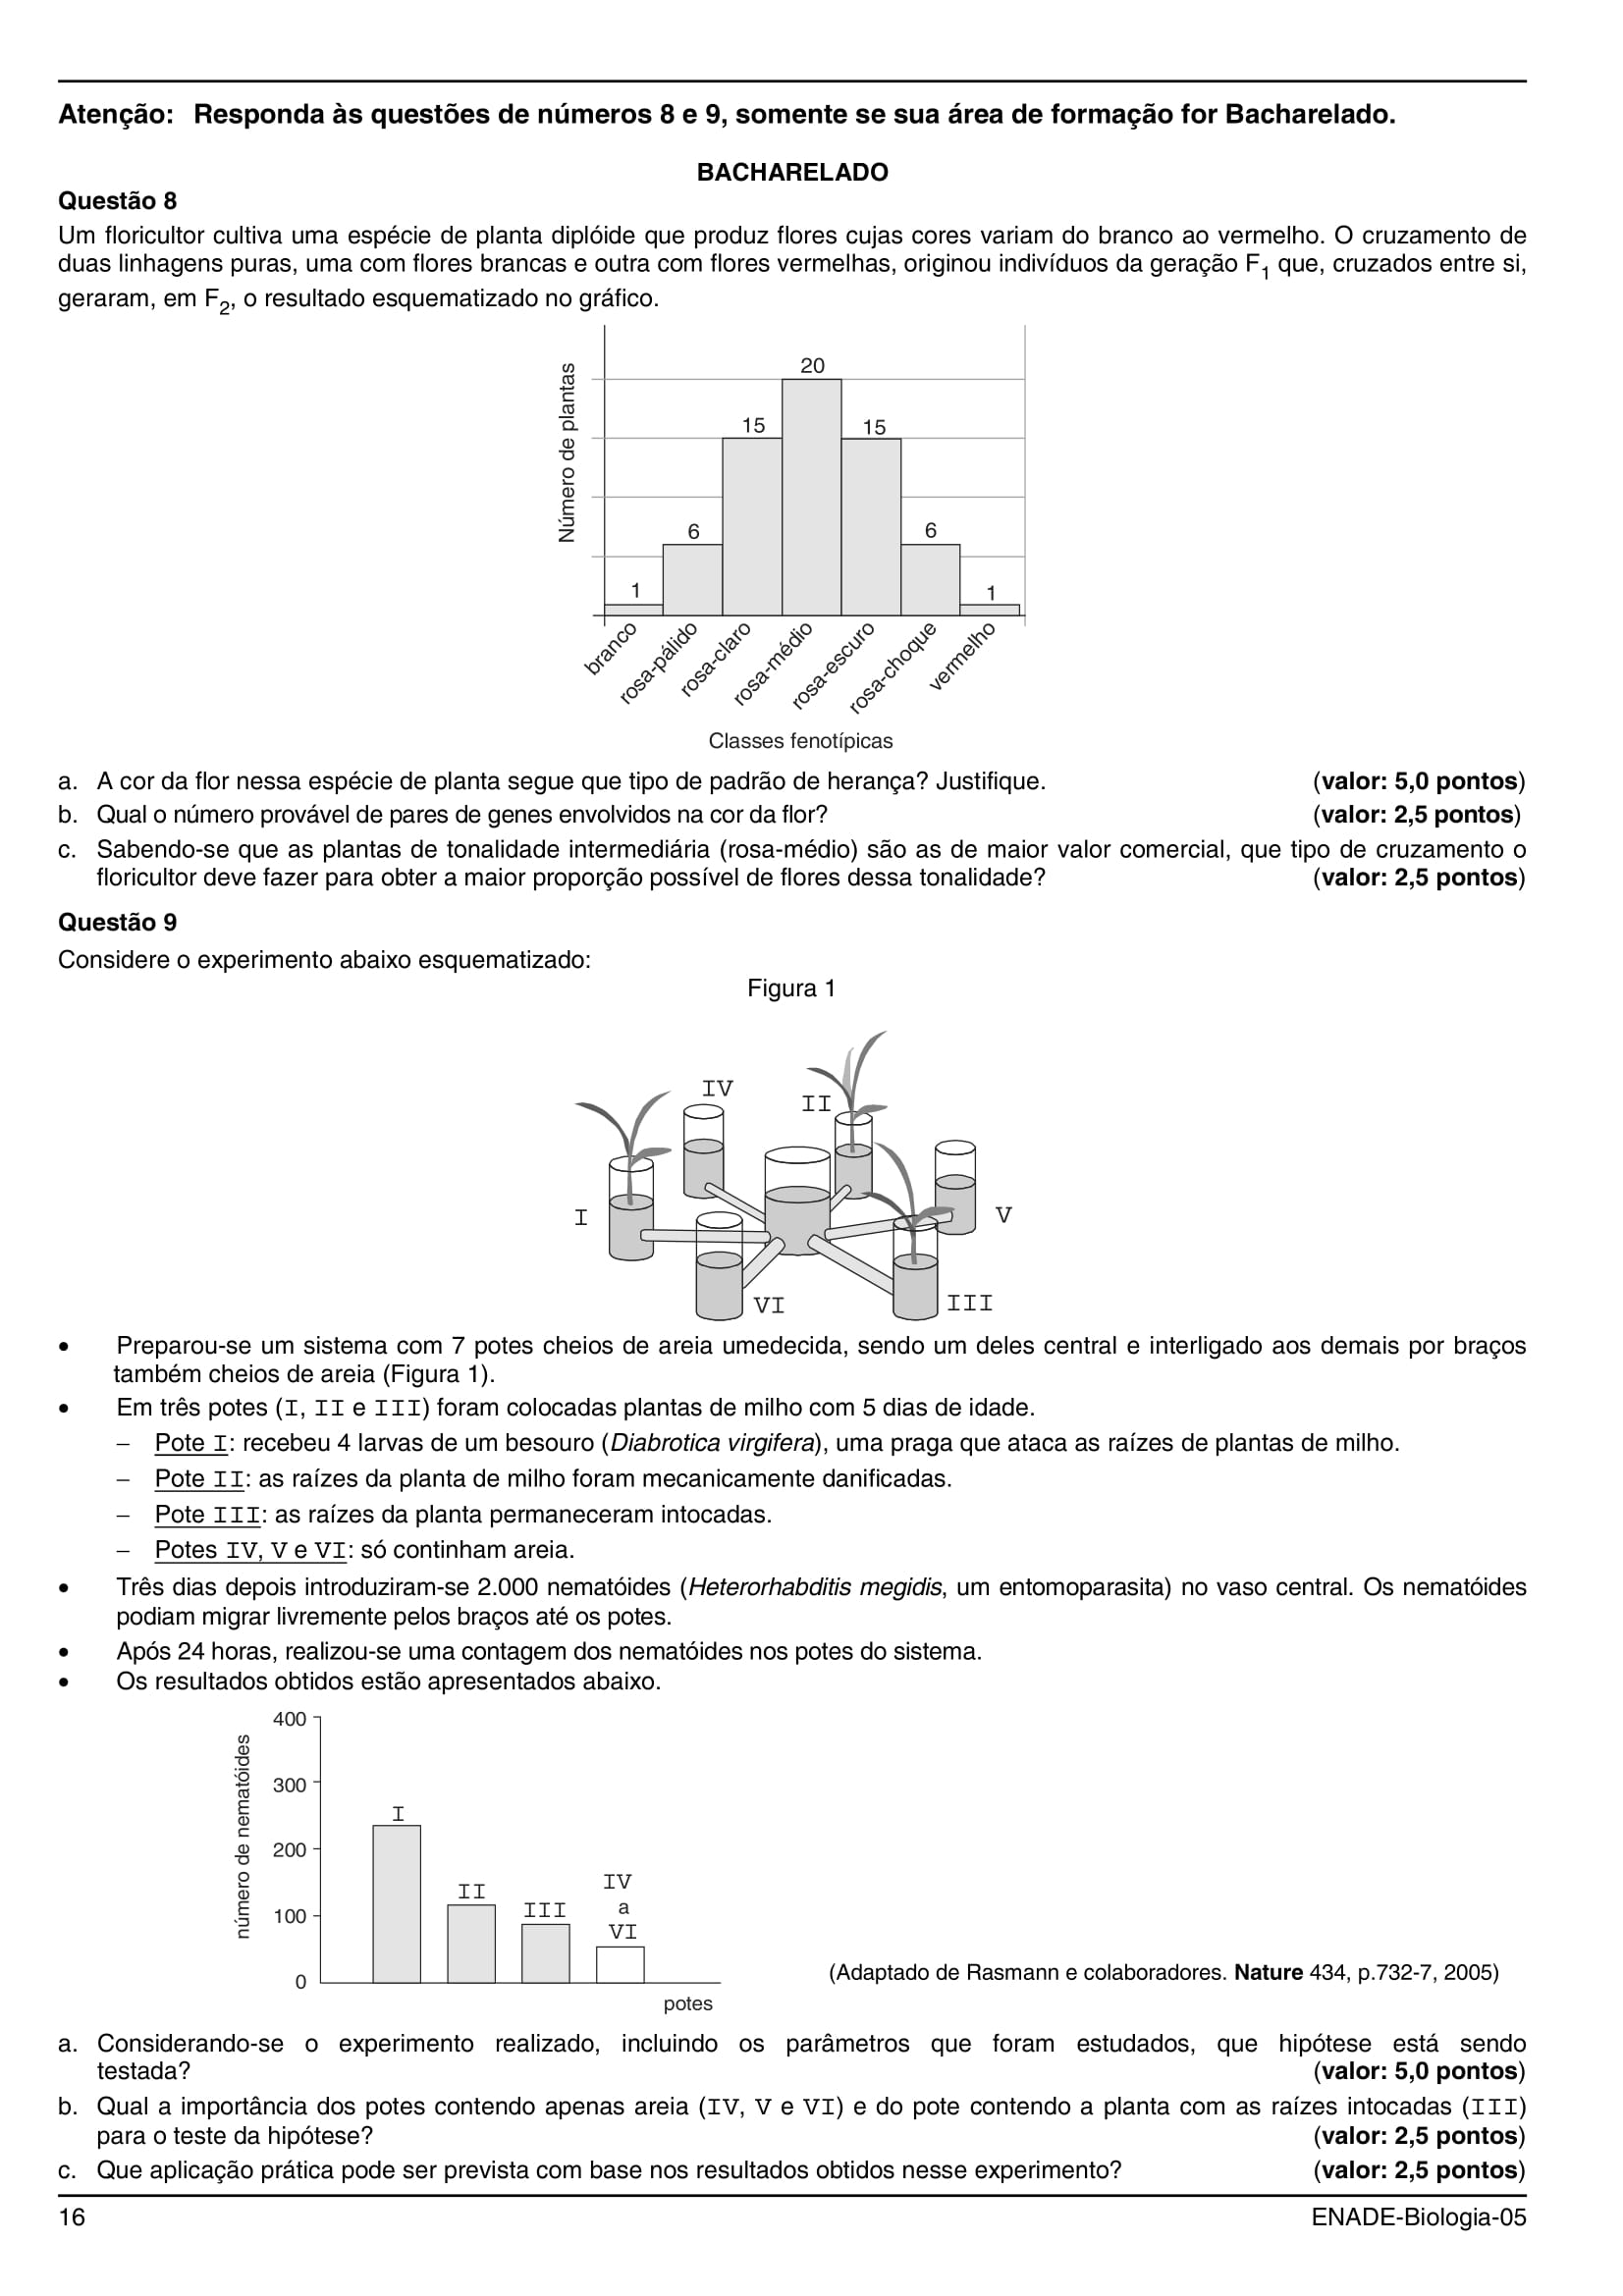 Atenção: Responda às questões de números 8 e 9, somente se sua área de formação for Bacharelado.
BACHARELADO
Questão 8
Um floricultor cultiva uma espécie de planta diplóide que produz flores cujas cores variam do branco ao vermelho. O cruzamento de
duas linhagens puras, uma com flores brancas e outra com flores vermelhas, originou indivíduos da geração F1 que, cruzados entre si,
geraram, em F2, o resultado esquematizado no gráfico.
Número de plantas
1
6
15
20
15
6
1
branco
rosa-pálido
rosa-claro
rosa-médio
rosa-escuro
rosa-choque
vermelho
Classes fenotípicas
a. A cor da flor nessa espécie de planta segue que tipo de padrão de herança? Justifique. (valor: 5,0 pontos)
b. Qual o número provável de pares de genes envolvidos na cor da flor? (valor: 2,5 pontos)
c. Sabendo-se que as plantas de tonalidade intermediária (rosa-médio) são as de maior valor comercial, que tipo de cruzamento o
floricultor deve fazer para obter a maior proporção possível de flores dessa tonalidade? (valor: 2,5 pontos)
Questão 9
Considere o experimento abaixo esquematizado:
Figura 1
IV
II
I
V
VI
III
• Preparou-se um sistema com 7 potes cheios de areia umedecida, sendo um deles central e interligado aos demais por braços
também cheios de areia (Figura 1).
• Em três potes (I, II e III) foram colocadas plantas de milho com 5 dias de idade.
– Pote I: recebeu 4 larvas de um besouro (Diabrotica virgifera), uma praga que ataca as raízes de plantas de milho.
– Pote II: as raízes da planta de milho foram mecanicamente danificadas.
– Pote III: as raízes da planta permaneceram intocadas.
– Potes IV, V e VI: só continham areia.
• Três dias depois introduziram-se 2.000 nematóides (Heterorhabditis megidis, um entomoparasita) no vaso central. Os nematóides
podiam migrar livremente pelos braços até os potes.
• Após 24 horas, realizou-se uma contagem dos nematóides nos potes do sistema.
• Os resultados obtidos estão apresentados abaixo.
número de nematóides
400
300
200
100
0
I
II
III
IV
a
VI
potes
(Adaptado de Rasmann e colaboradores. Nature 434, p.732-7, 2005)
a. Considerando-se o experimento realizado, incluindo os parâmetros que foram estudados, que hipótese está sendo
testada? (valor: 5,0 pontos)
b. Qual a importância dos potes contendo apenas areia (IV, V e VI) e do pote contendo a planta com as raízes intocadas (III)
para o teste da hipótese? (valor: 2,5 pontos)
c. Que aplicação prática pode ser prevista com base nos resultados obtidos nesse experimento? (valor: 2,5 pontos)
16 ENADE-Biologia-05